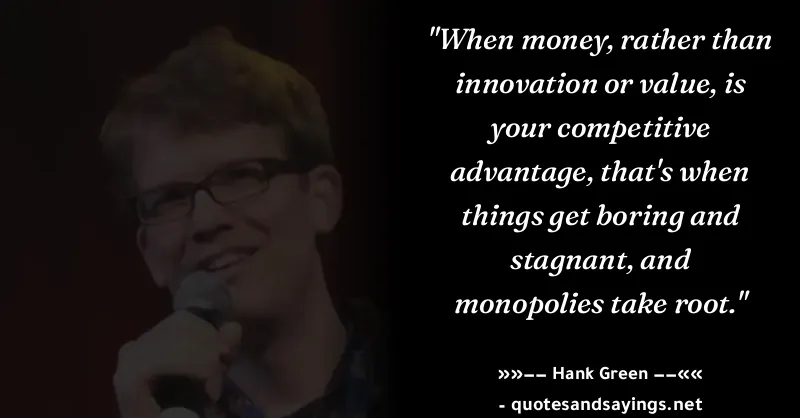 "When money, rather than
innovation or value, is
your competitive
advantage, that's when
things get boring and
stagnant, and
monopolies take root."
»»—— Hank Green ——««
- quotesandsayings.net